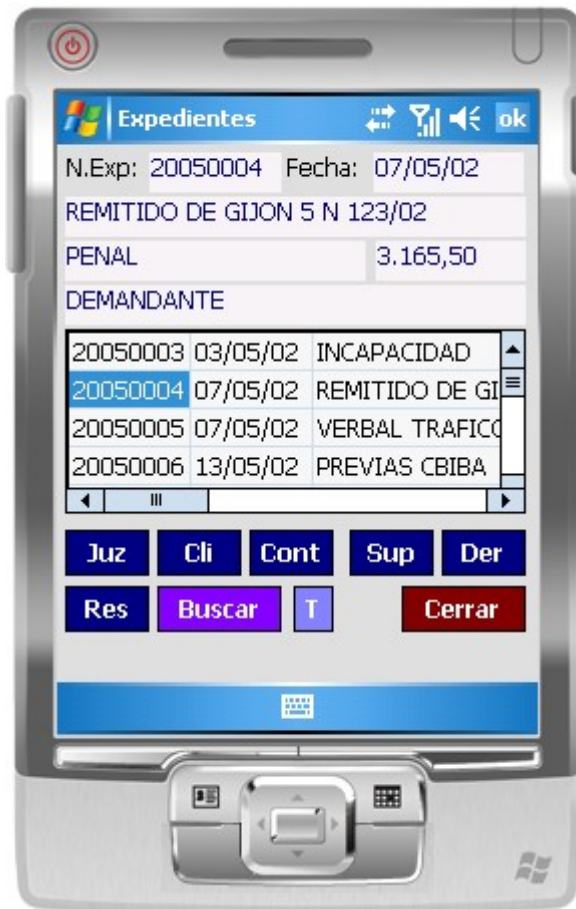 Expedientes ok
N.Exp: 20050004 Fecha: 07/05/02
REMITIDO DE GIJON 5 N 123/02
PENAL 3.165,50
DEMANDANTE
20050003 03/05/02 INCAPACIDAD
20050004 07/05/02 REMITIDO DE GI
20050005 07/05/02 VERBAL TRAFICO
20050006 13/05/02 PREVIAS CBIBA
Juz Cli Cont Sup Der
Res Buscar T Cerrar